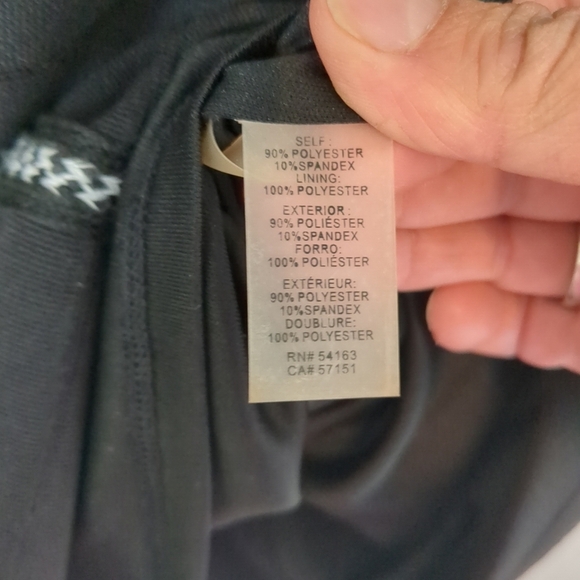 SELF:
90% POLYESTER
10%SPANDEX
LINING:
100% POLYESTER
EXTERIOR:
90% POLIÉSTER
10%SPANDEX
FORRO:
100% POLIÉSTER
EXTÉRIEUR:
90% POLYESTER
10%SPANDEX
DOUBLURE:
100% POLYESTER
RN# 54163
CA# 57151